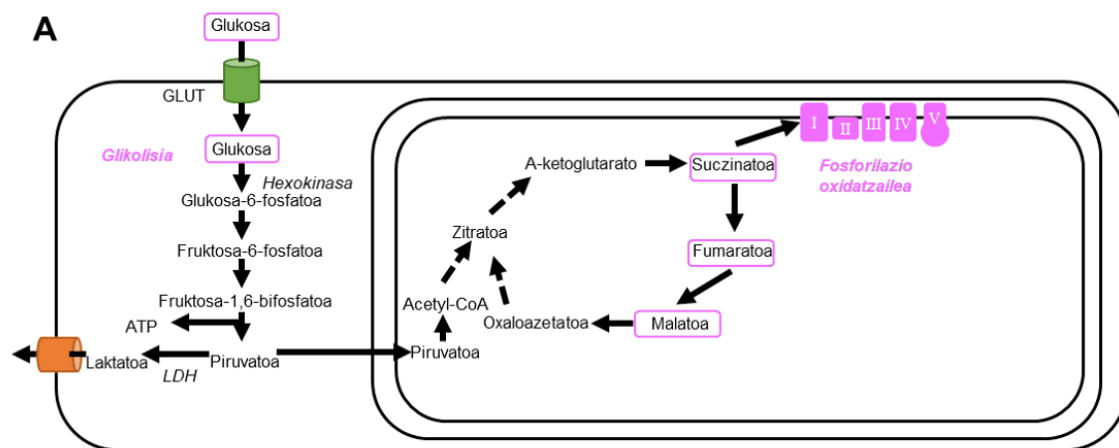 A
Glukosa
GLUT
Glikolisia
Glukosa
Hexokinasa
Glukosa-6-fosfatoa
Fruktosa-6-fosfatoa
Fruktosa-1,6-bifosfatoa
ATP
Laktatoa
LDH
Piruvatoa
Piruvatoa
Acetyl-CoA
Oxaloazetatoa
Zitratoa
A-ketoglutarato
Suczinatoa
Fumaratoa
Malatoa
I
II
III
IV
V
Fosforilazio
oxidatzailea